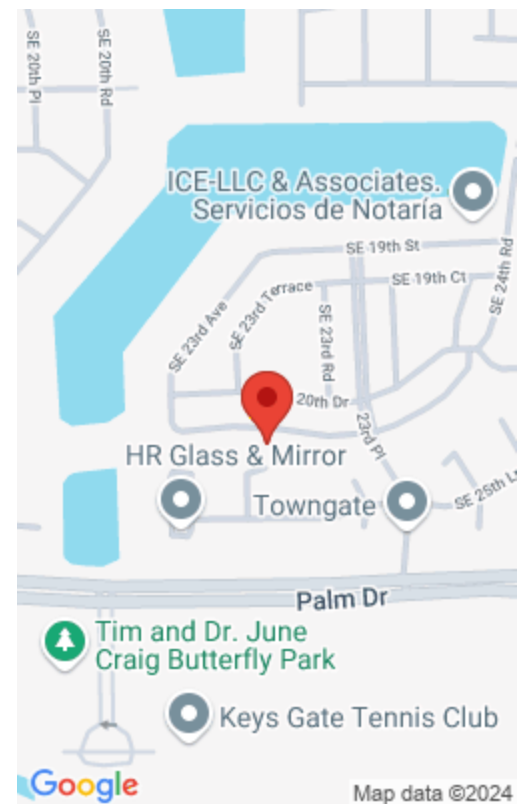 SE 20th Pl
SE 20th Rd
ICE-LLC & Associates.
Servicios de Notaría
SE 19th St
SE 24th Rd
SE 19th Ct
SE 23rd Terrace
SE 23rd Ave
SE 23rd Rd
20th Dr
23rd Pl
HR Glass & Mirror
Towngate
SE 25th Ln
Palm Dr
Tim and Dr. June
Craig Butterfly Park
Keys Gate Tennis Club
Google
Map data ©2024